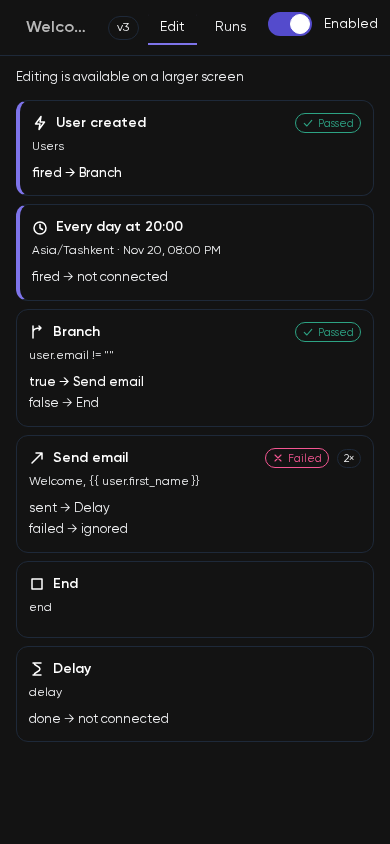 Welco... v3 Edit Runs Enabled
Editing is available on a larger screen
User created Passed
Users
fired → Branch
Every day at 20:00
Asia/Tashkent · Nov 20, 08:00 PM
fired → not connected
Branch Passed
user.email != ""
true → Send email
false → End
Send email Failed 2×
Welcome, {{ user.first_name }}
sent → Delay
failed → ignored
End
end
Delay
delay
done → not connected